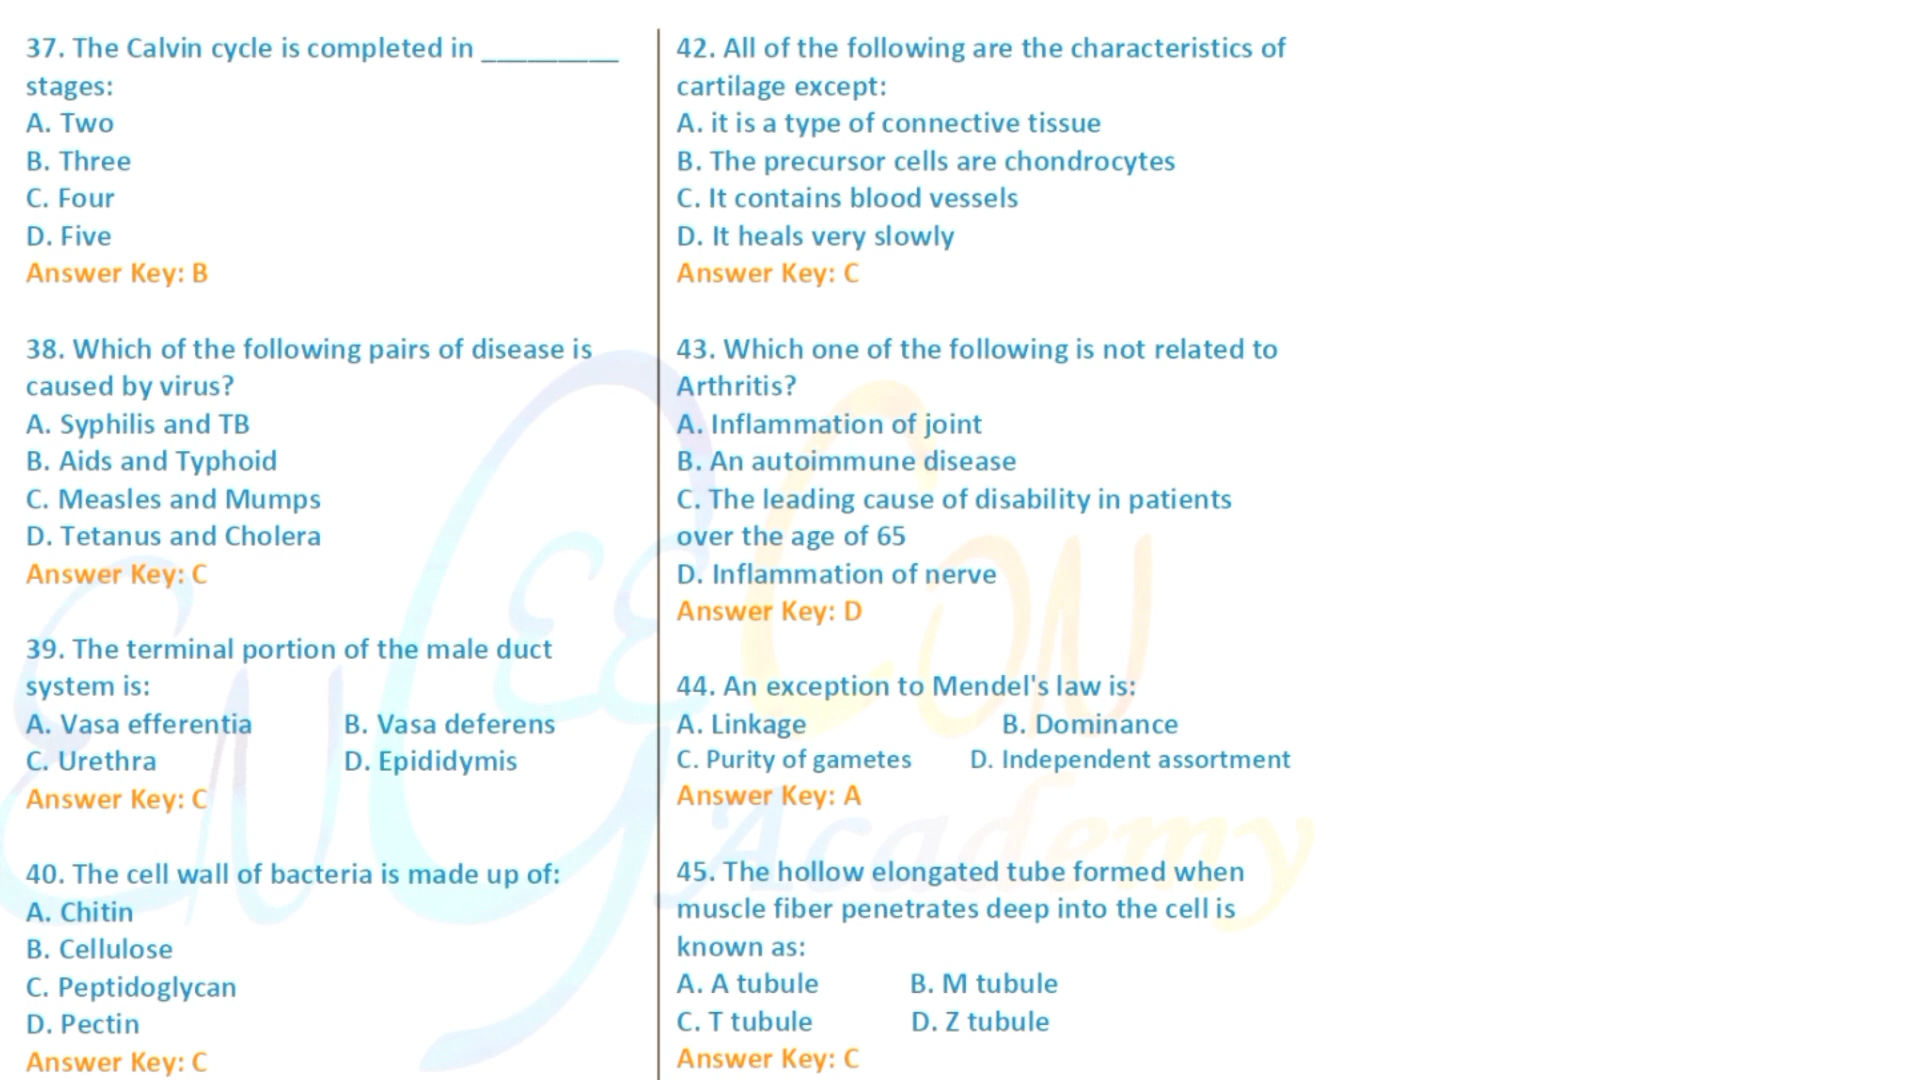 37. The Calvin cycle is completed in _________
stages:
A. Two
B. Three
C. Four
D. Five
Answer Key: B
38. Which of the following pairs of disease is
caused by virus?
A. Syphilis and TB
B. Aids and Typhoid
C. Measles and Mumps
D. Tetanus and Cholera
Answer Key: C
39. The terminal portion of the male duct
system is:
A. Vasa efferentia B. Vasa deferens
C. Urethra D. Epididymis
Answer Key: C
40. The cell wall of bacteria is made up of:
A. Chitin
B. Cellulose
C. Peptidoglycan
D. Pectin
Answer Key: C
42. All of the following are the characteristics of
cartilage except:
A. it is a type of connective tissue
B. The precursor cells are chondrocytes
C. It contains blood vessels
D. It heals very slowly
Answer Key: C
43. Which one of the following is not related to
Arthritis?
A. Inflammation of joint
B. An autoimmune disease
C. The leading cause of disability in patients
over the age of 65
D. Inflammation of nerve
Answer Key: D
44. An exception to Mendel's law is:
A. Linkage B. Dominance
C. Purity of gametes D. Independent assortment
Answer Key: A
45. The hollow elongated tube formed when
muscle fiber penetrates deep into the cell is
known as:
A. A tubule B. M tubule
C. T tubule D. Z tubule
Answer Key: C
Academy